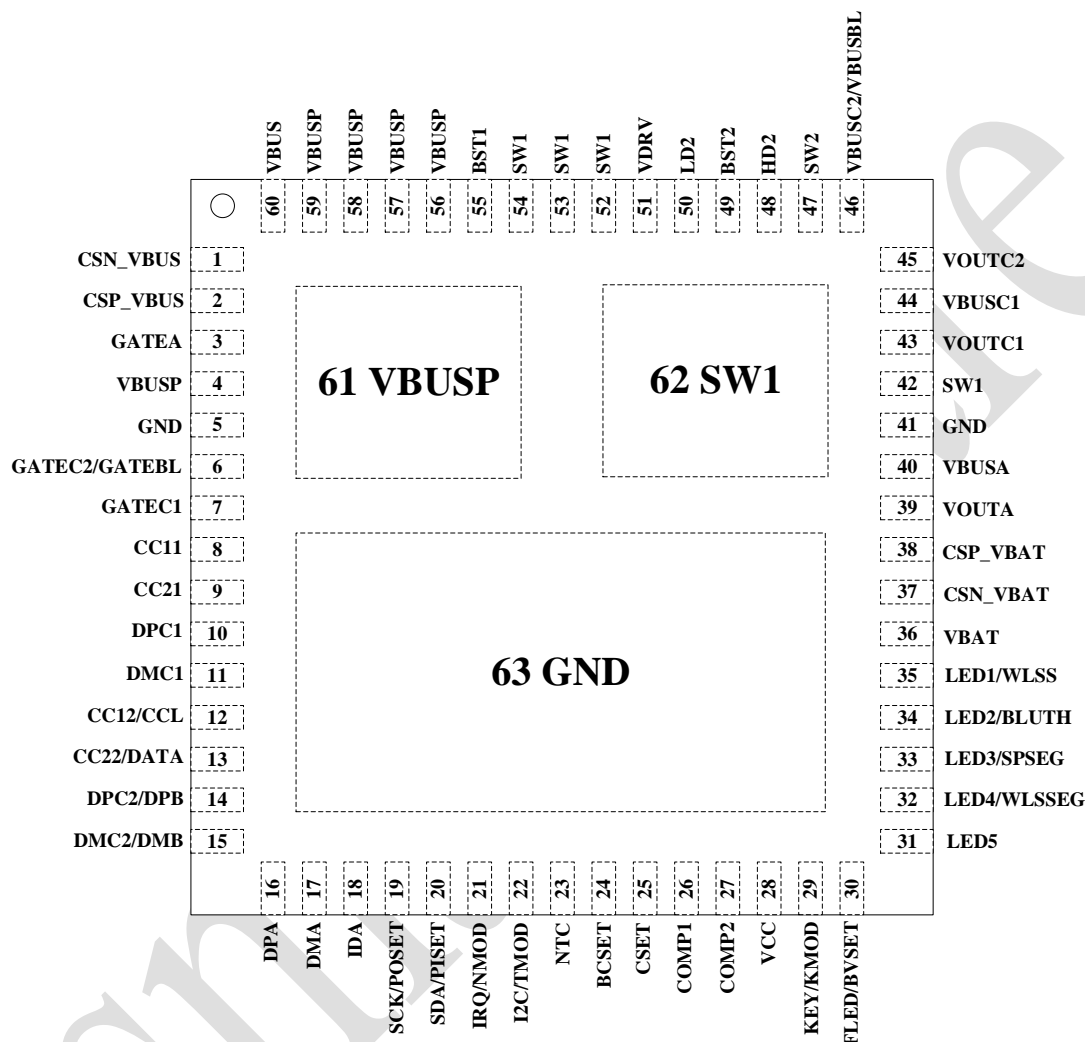 VBUS
VBUSP
VBUSP
VBUSP
VBUSP
BST1
SW1
SW1
SW1
VDRV
LD2
BST2
HD2
SW2
VBUSC2/VBUSBL
60
59
58
57
56
55
54
53
52
51
50
49
48
47
46
CSN_VBUS 1
CSP_VBUS 2
GATEA 3
VBUSP 4
GND 5
GATEC2/GATEBL 6
GATEC1 7
CC11 8
CC21 9
DPC1 10
DMC1 11
CC12/CCL 12
CC22/DATA 13
DPC2/DPB 14
DMC2/DMB 15
61 VBUSP
62 SW1
63 GND
45 VOUTC2
44 VBUSC1
43 VOUTC1
42 SW1
41 GND
40 VBUSA
39 VOUTA
38 CSP_VBAT
37 CSN_VBAT
36 VBAT
35 LED1/WLSS
34 LED2/BLUTH
33 LED3/SPSEG
32 LED4/WLSSEG
31 LED5
16
17
18
19
20
21
22
23
24
25
26
27
28
29
30
DPA
DMA
IDA
SCK/POSET
SDA/PISET
IRQ/NMOD
I2C/TMOD
NTC
BCSET
CSET
COMP1
COMP2
VCC
KEY/KMOD
FLED/BVSET